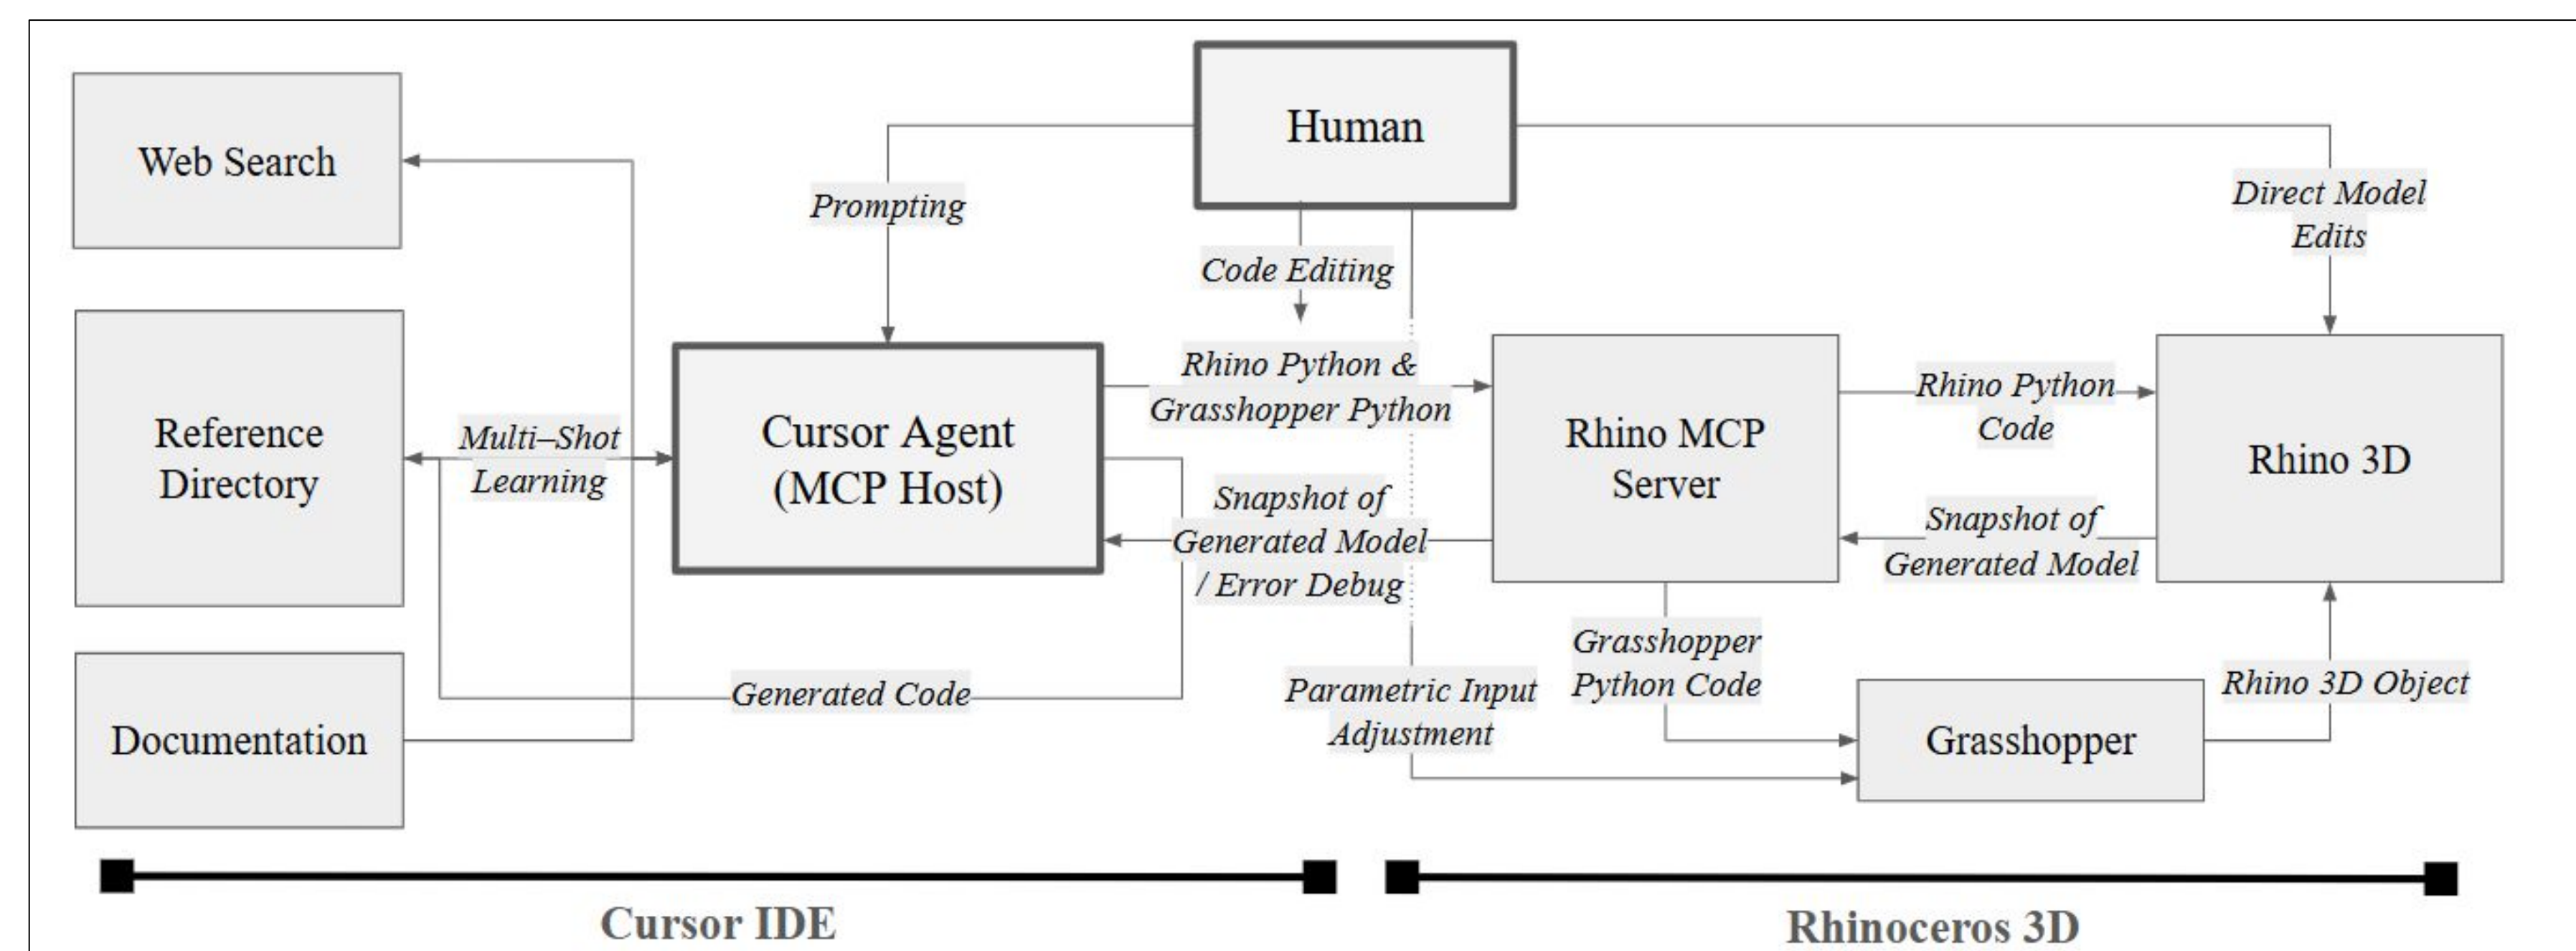 Human
Web Search
Prompting
Direct Model
Edits
Code Editing
Reference
Directory
Multi–Shot
Learning
Cursor Agent
(MCP Host)
Rhino Python &
Grasshopper Python
Snapshot of
Generated Model
/ Error Debug
Rhino MCP
Server
Rhino Python
Code
Snapshot of
Generated Model
Rhino 3D
Documentation
Generated Code
Parametric Input
Adjustment
Grasshopper
Python Code
Grasshopper
Rhino 3D Object
Cursor IDE
Rhinoceros 3D